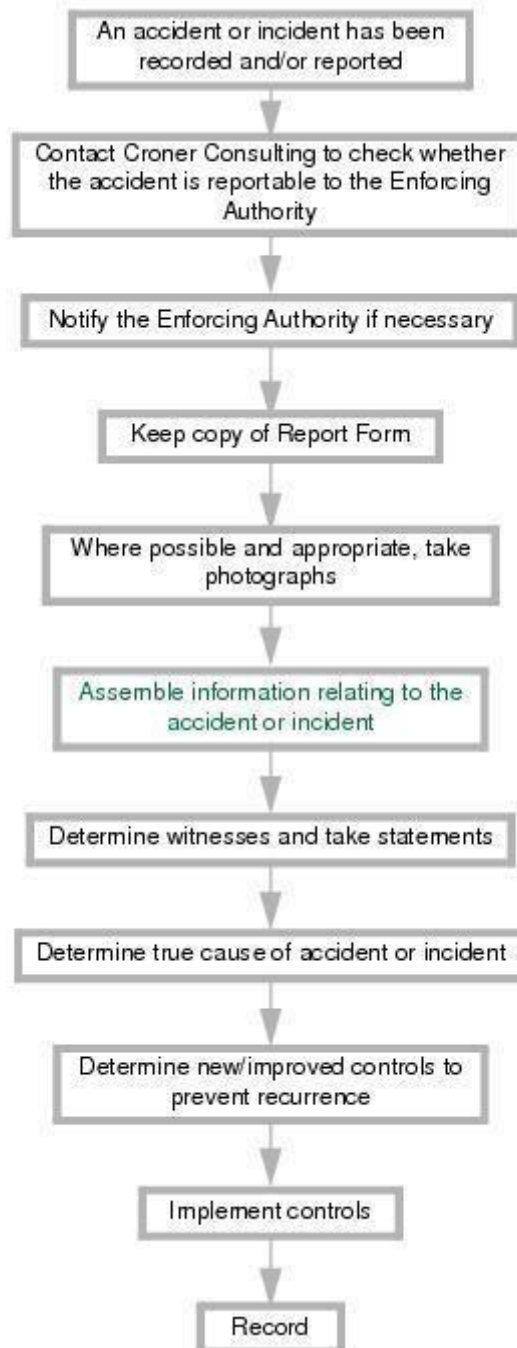 An accident or incident has been
recorded and/or reported
Contact Croner Consulting to check whether
the accident is reportable to the Enforcing
Authority
Notify the Enforcing Authority if necessary
Keep copy of Report Form
Where possible and appropriate, take
photographs
Assemble information relating to the
accident or incident
Determine witnesses and take statements
Determine true cause of accident or incident
Determine new/improved controls to
prevent recurrence
Implement controls
Record